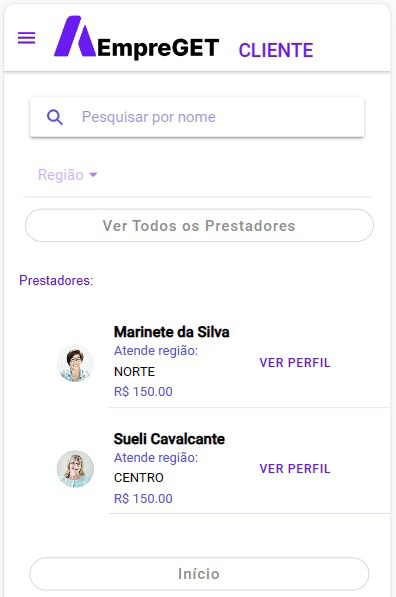 EmpreGET CLIENTE
Pesquisar por nome
Região
Ver Todos os Prestadores
Prestadores:
Marinete da Silva
Atende região:
NORTE
VER PERFIL
R$ 150.00
Sueli Cavalcante
Atende região:
CENTRO
VER PERFIL
R$ 150.00
Início